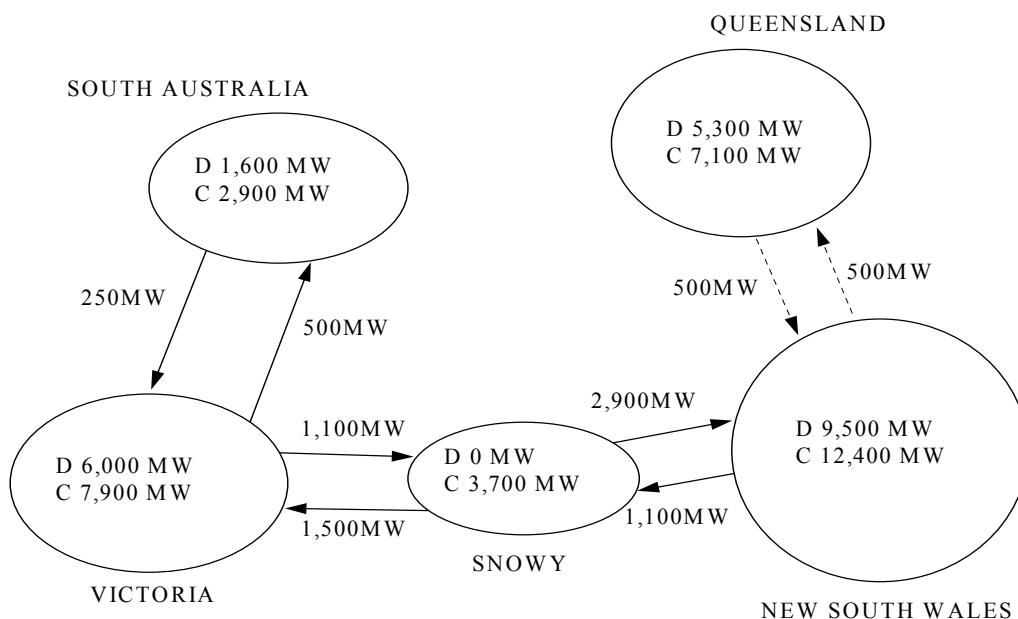 QUEENSLAND
SOUTH AUSTRALIA
D 5,300 MW
C 7,100 MW
D 1,600 MW
C 2,900 MW
250MW
500MW
500MW
500MW
2,900MW
1,100MW
D 9,500 MW
C 12,400 MW
D 6,000 MW
C 7,900 MW
D 0 MW
C 3,700 MW
1,500MW
1,100MW
SNOWY
VICTORIA
NEW SOUTH WALES